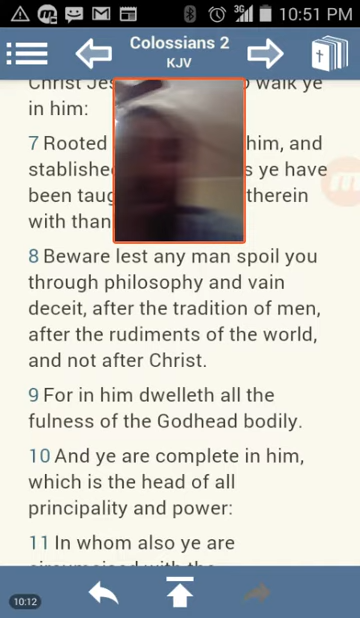 10:51 PM
3G
Colossians 2
KJV
Christ Jes walk ye
in him:
7 Rooted him, and
s ye have
been therein
with
8 Beware lest any man spoil you
through philosophy and vain
deceit, after the tradition of men,
after the rudiments of the world,
and not after Christ.
9 For in him dwelleth all the
fulness of the Godhead bodily.
10 And ye are complete in him,
which is the head of all
principality and power:
11 In whom also ye are
10:12